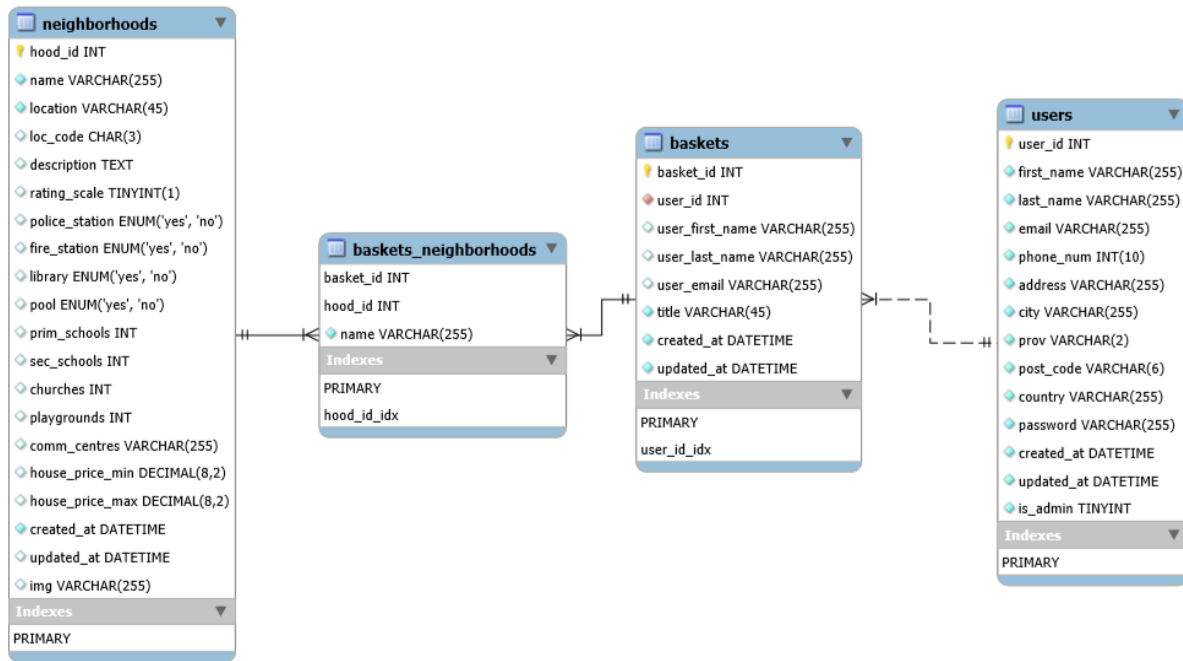 neighborhoods
hood_id INT
name VARCHAR(255)
location VARCHAR(45)
loc_code CHAR(3)
description TEXT
rating_scale TINYINT(1)
police_station ENUM('yes', 'no')
fire_station ENUM('yes', 'no')
library ENUM('yes', 'no')
pool ENUM('yes', 'no')
prim_schools INT
sec_schools INT
churches INT
playgrounds INT
comm_centres VARCHAR(255)
house_price_min DECIMAL(8,2)
house_price_max DECIMAL(8,2)
created_at DATETIME
updated_at DATETIME
img VARCHAR(255)
Indexes
PRIMARY
baskets_neighborhoods
basket_id INT
hood_id INT
name VARCHAR(255)
Indexes
PRIMARY
hood_id_idx
baskets
basket_id INT
user_id INT
user_first_name VARCHAR(255)
user_last_name VARCHAR(255)
user_email VARCHAR(255)
title VARCHAR(45)
created_at DATETIME
updated_at DATETIME
Indexes
PRIMARY
user_id_idx
users
user_id INT
first_name VARCHAR(255)
last_name VARCHAR(255)
email VARCHAR(255)
phone_num INT(10)
address VARCHAR(255)
city VARCHAR(255)
prov VARCHAR(2)
post_code VARCHAR(6)
country VARCHAR(255)
password VARCHAR(255)
created_at DATETIME
updated_at DATETIME
is_admin TINYINT
Indexes
PRIMARY